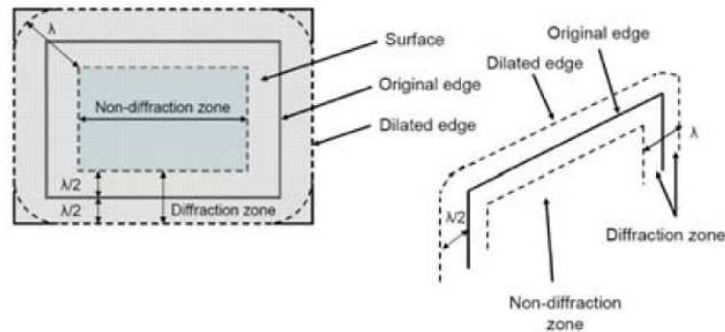 λ
Surface
Non-diffraction zone
Original edge
Dilated edge
λ/2
λ/2
Diffraction zone
Original edge
Dilated edge
λ
λ/2
Diffraction zone
Non-diffraction
zone